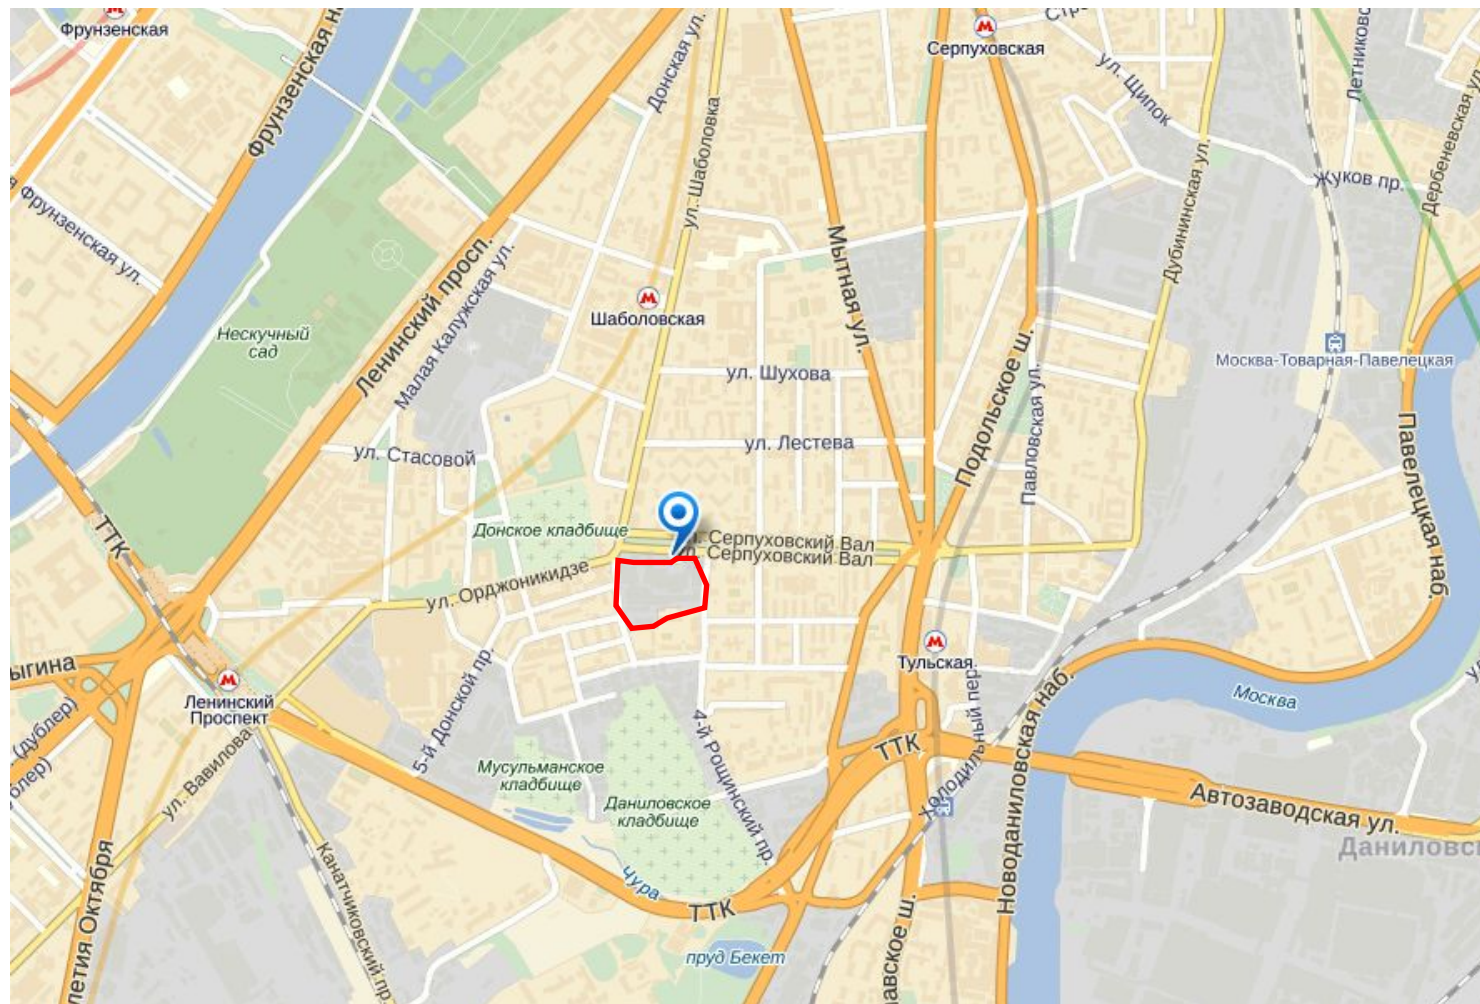 Фрунзенская
Фрунзенская н
Донская ул.
Серпуховская
ул. Щипок
Летниковс
Дербеневская ул.
Жуков пр.
ул. Шаболовка
Фрунзенская ул.
Нескучный
сад
Ленинский просп.
Малая Калужская ул.
Шаболовская
Мытная ул.
Дубининская ул.
Москва-Товарная-Павелецкая
ул. Шухова
Подольское ш.
Павловская ул.
ул. Стасовой
ул. Лестева
Павелецкая наб.
ТТК
Донское кладбище
Серпуховский Вал
Серпуховский Вал
ул. Орджоникидзе
Тульская
ыгина
Ленинский
Проспект
(дублер)
блер)
ул. Вавилова
5-й Донской пр.
4-й Рощинский пр.
Холодильный пер.
Новоданиловская наб.
Москва
Мусульманское
кладбище
Даниловское
кладбище
ТТК
Автозаводская ул.
Даниловс
Канатчиковский пр.
летия Октября
Чура
ТТК
пруд Бекет
авское ш.